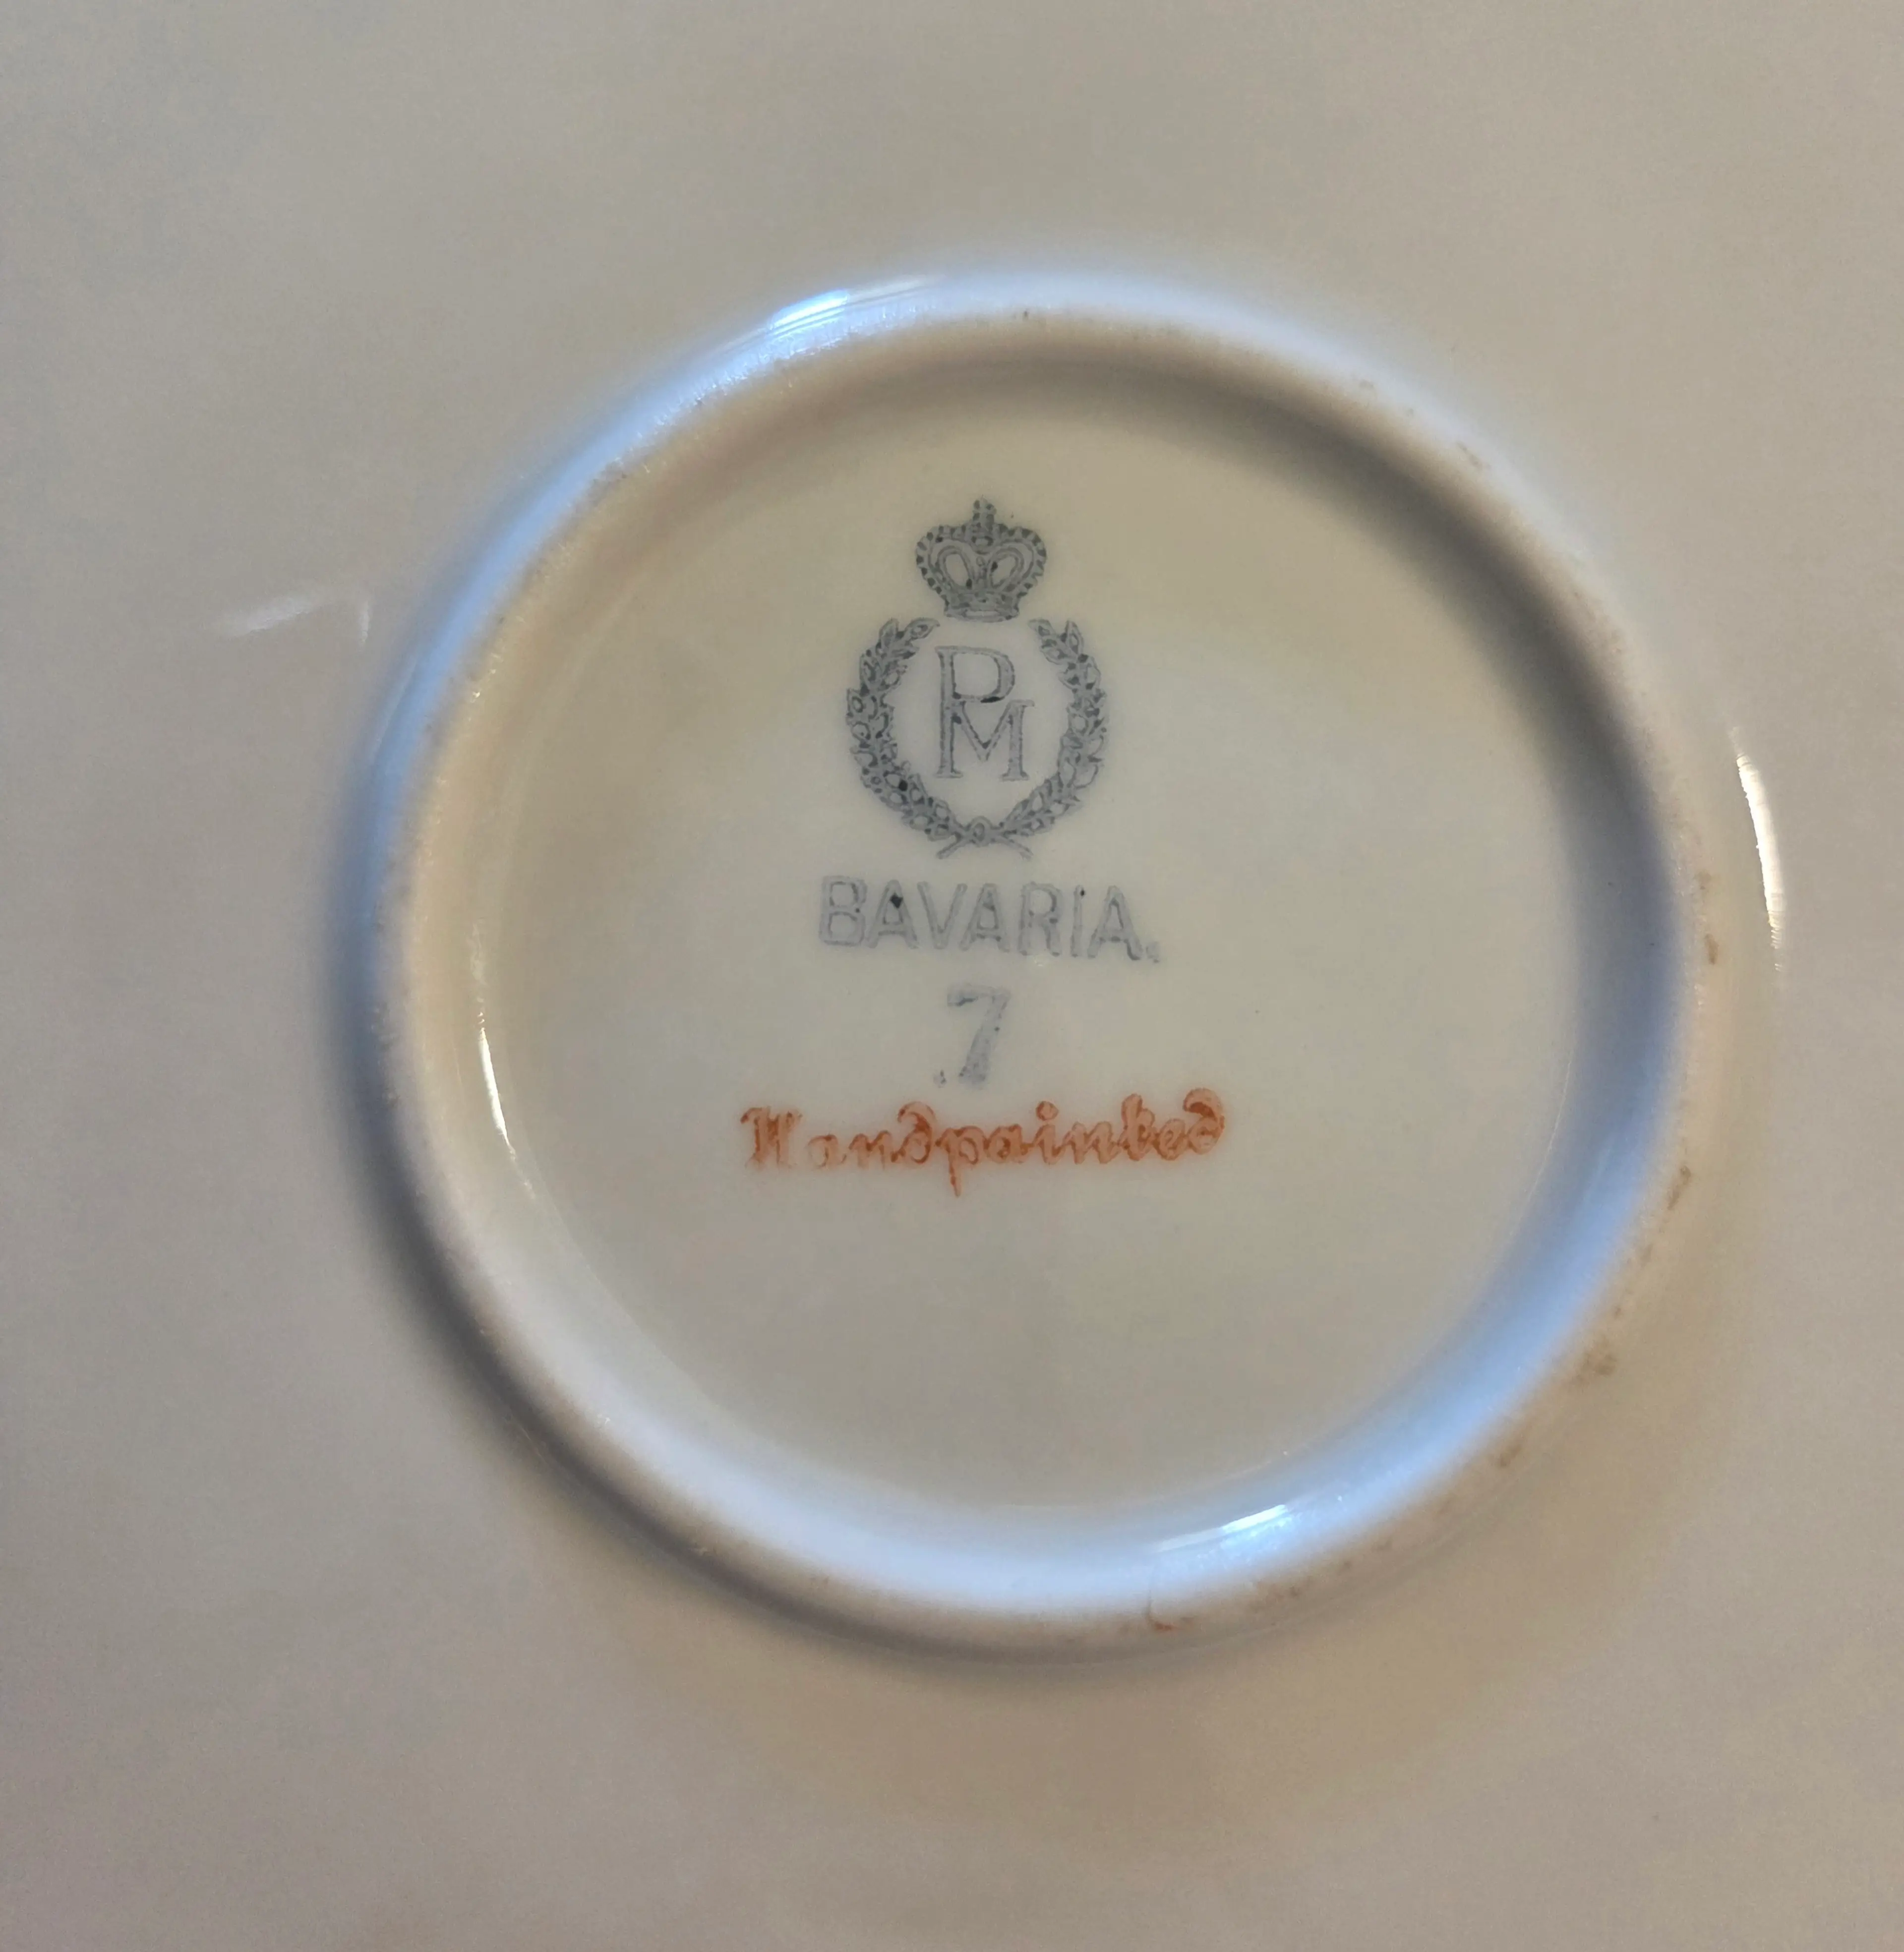 PM
BAVARIA.
7
Handpainted